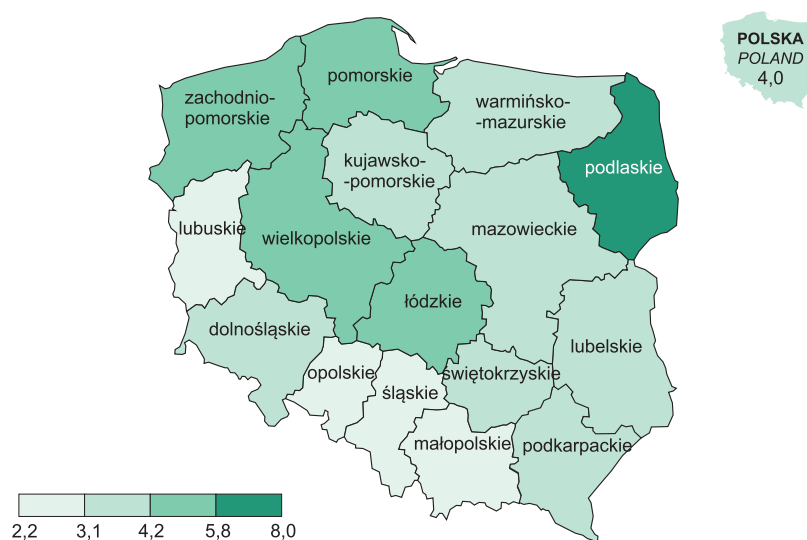 POLSKA
POLAND
4,0
pomorskie
zachodnio-
pomorskie
warmińsko-
-mazurskie
kujawsko-
-pomorskie
podlaskie
lubuskie
wielkopolskie
mazowieckie
łódzkie
dolnośląskie
lubelskie
opolskie
śląskie
świętokrzyskie
małopolskie
podkarpackie
2,2 3,1 4,2 5,8 8,0